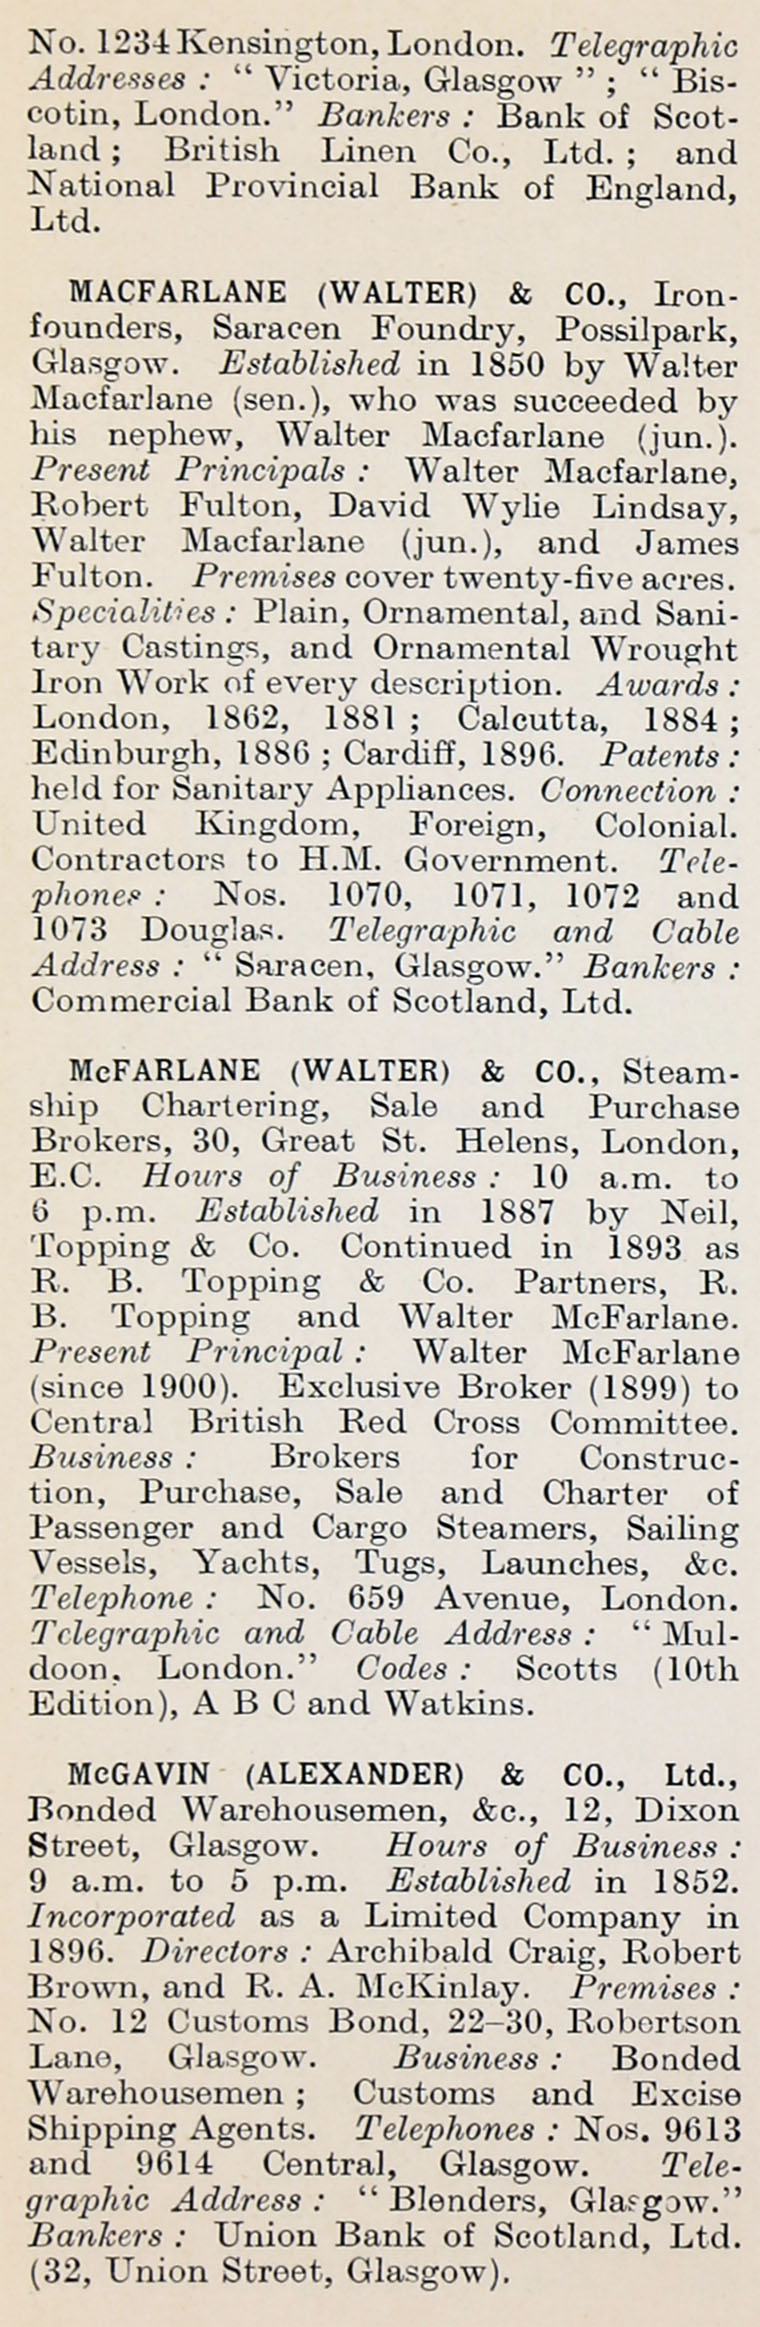 No. 1234 Kensington, London. Telegraphic
Addresses : “ Victoria, Glasgow ” ; “ Bis-
cotin, London.” Bankers : Bank of Scot-
land ; British Linen Co., Ltd. ; and
National Provincial Bank of England,
Ltd.
MACFARLANE (WALTER) & CO., Iron-
founders, Saracen Foundry, Possilpark,
Glasgow. Established in 1850 by Walter
Macfarlane (sen.), who was succeeded by
his nephew, Walter Macfarlane (jun.).
Present Principals : Walter Macfarlane,
Robert Fulton, David Wylie Lindsay,
Walter Macfarlane (jun.), and James
Fulton. Premises cover twenty-five acres.
Specialities : Plain, Ornamental, and Sani-
tary Castings, and Ornamental Wrought
Iron Work of every description. Awards :
London, 1862, 1881 ; Calcutta, 1884 ;
Edinburgh, 1886 ; Cardiff, 1896. Patents :
held for Sanitary Appliances. Connection :
United Kingdom, Foreign, Colonial.
Contractors to H.M. Government. Tele-
phones : Nos. 1070, 1071, 1072 and
1073 Douglas. Telegraphic and Cable
Address : “ Saracen, Glasgow.” Bankers :
Commercial Bank of Scotland, Ltd.
McFARLANE (WALTER) & CO., Steam-
ship Chartering, Sale and Purchase
Brokers, 30, Great St. Helens, London,
E.C. Hours of Business : 10 a.m. to
6 p.m. Established in 1887 by Neil,
Topping & Co. Continued in 1893 as
R. B. Topping & Co. Partners, R.
B. Topping and Walter McFarlane.
Present Principal : Walter McFarlane
(since 1900). Exclusive Broker (1899) to
Central British Red Cross Committee.
Business : Brokers for Construc-
tion, Purchase, Sale and Charter of
Passenger and Cargo Steamers, Sailing
Vessels, Yachts, Tugs, Launches, &c.
Telephone : No. 659 Avenue, London.
Telegraphic and Cable Address : “ Mul-
doon, London.” Codes : Scotts (10th
Edition), A B C and Watkins.
McGAVIN (ALEXANDER) & CO., Ltd.,
Bonded Warehousemen, &c., 12, Dixon
Street, Glasgow. Hours of Business :
9 a.m. to 5 p.m. Established in 1852.
Incorporated as a Limited Company in
1896. Directors : Archibald Craig, Robert
Brown, and R. A. McKinlay. Premises :
No. 12 Customs Bond, 22–30, Robertson
Lane, Glasgow. Business : Bonded
Warehousemen ; Customs and Excise
Shipping Agents. Telephones : Nos. 9613
and 9614 Central, Glasgow. Tele-
graphic Address : “ Blenders, Glasgow.”
Bankers : Union Bank of Scotland, Ltd.
(32, Union Street, Glasgow).